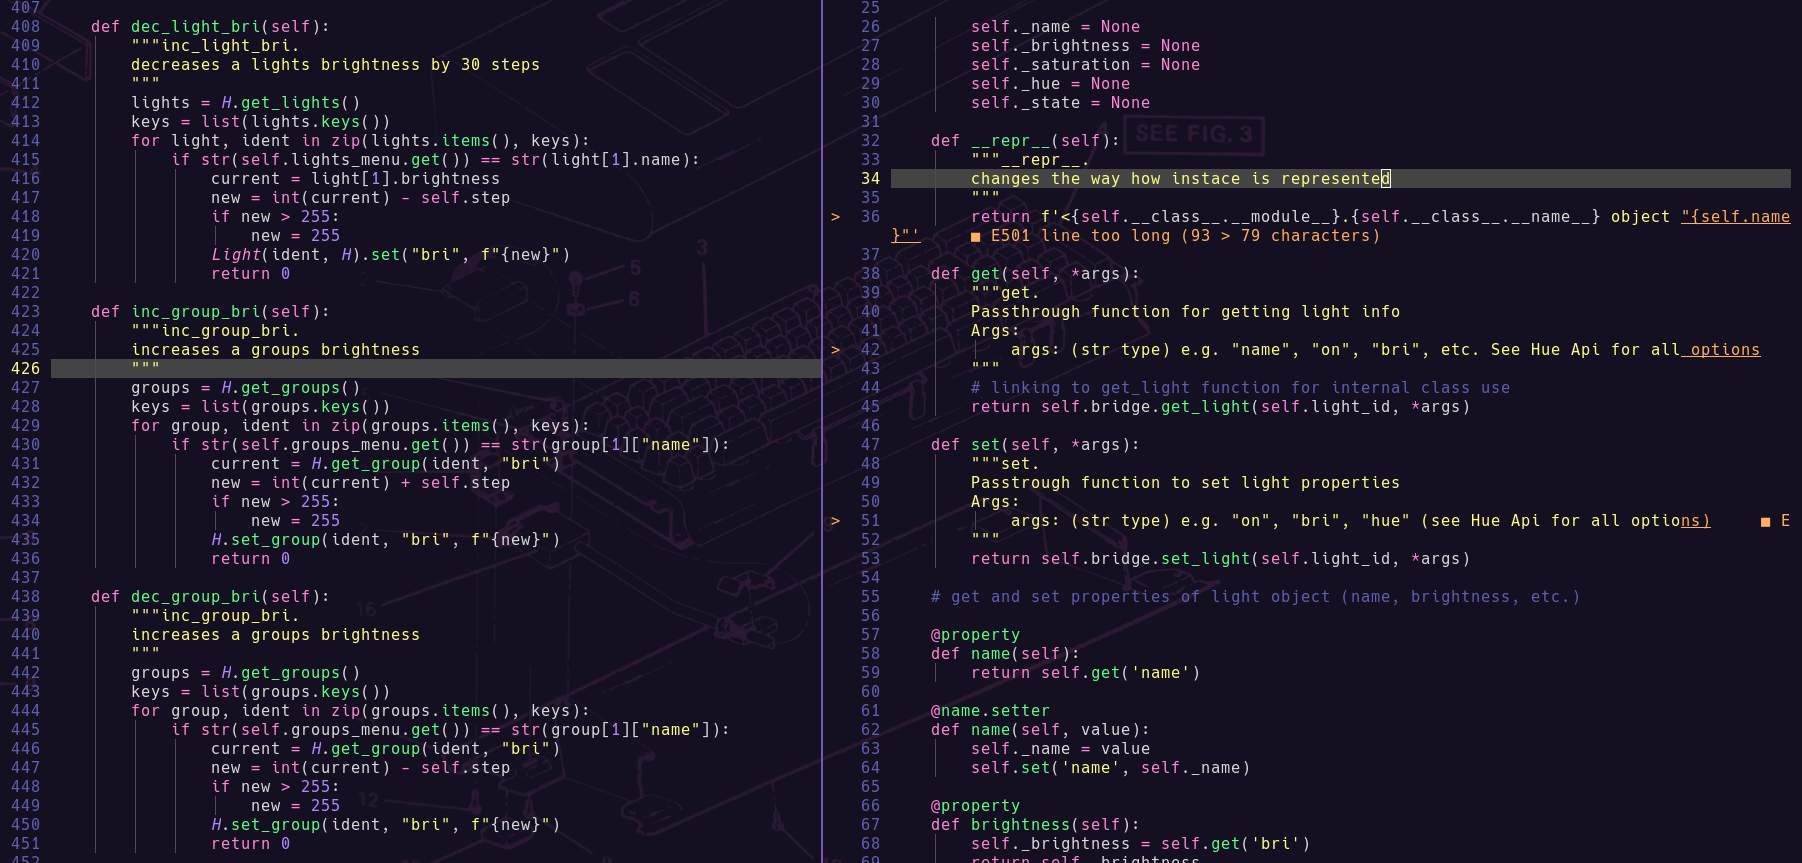 407
408     def dec_light_bri(self):
409         """inc_light_bri.
410         decreases a lights brightness by 30 steps
411         """
412         lights = H.get_lights()
413         keys = list(lights.keys())
414         for light, ident in zip(lights.items(), keys):
415             if str(self.lights_menu.get()) == str(light[1].name):
416                 current = light[1].brightness
417                 new = int(current) - self.step
418                 if new > 255:
419                     new = 255
420                 Light(ident, H).set("bri", f"{new}")
421                 return 0
422
423     def inc_group_bri(self):
424         """inc_group_bri.
425         increases a groups brightness
426         """
427         groups = H.get_groups()
428         keys = list(groups.keys())
429         for group, ident in zip(groups.items(), keys):
430             if str(self.groups_menu.get()) == str(group[1]["name"]):
431                 current = H.get_group(ident, "bri")
432                 new = int(current) + self.step
433                 if new > 255:
434                     new = 255
435                 H.set_group(ident, "bri", f"{new}")
436                 return 0
437
438     def dec_group_bri(self):
439         """inc_group_bri.
440         increases a groups brightness
441         """
442         groups = H.get_groups()
443         keys = list(groups.keys())
444         for group, ident in zip(groups.items(), keys):
445             if str(self.groups_menu.get()) == str(group[1]["name"]):
446                 current = H.get_group(ident, "bri")
447                 new = int(current) - self.step
448                 if new > 255:
449                     new = 255
450                 H.set_group(ident, "bri", f"{new}")
451                 return 0
452
25
26         self._name = None
27         self._brightness = None
28         self._saturation = None
29         self._hue = None
30         self._state = None
31
32     def __repr__(self):
33         """__repr__.
34         changes the way how instace is represented
35         """
> 36         return f'<{self.__class__.__module__}.{self.__class__.__name__} object "{self.name
}"'     ■ E501 line too long (93 > 79 characters)
37
38     def get(self, *args):
39         """get.
40         Passthrough function for getting light info
41         Args:
> 42             args: (str type) e.g. "name", "on", "bri", etc. See Hue Api for all options
43         """
44         # linking to get_light function for internal class use
45         return self.bridge.get_light(self.light_id, *args)
46
47     def set(self, *args):
48         """set.
49         Passtrough function to set light properties
50         Args:
> 51             args: (str type) e.g. "on", "bri", "hue" (see Hue Api for all options)     ■ E
52         """
53         return self.bridge.set_light(self.light_id, *args)
54
55     # get and set properties of light object (name, brightness, etc.)
56
57     @property
58     def name(self):
59         return self.get('name')
60
61     @name.setter
62     def name(self, value):
63         self._name = value
64         self.set('name', self._name)
65
66     @property
67     def brightness(self):
68         self._brightness = self.get('bri')
69         return self._brightness
SEE FIG. 3
4
3
5
6
16
12